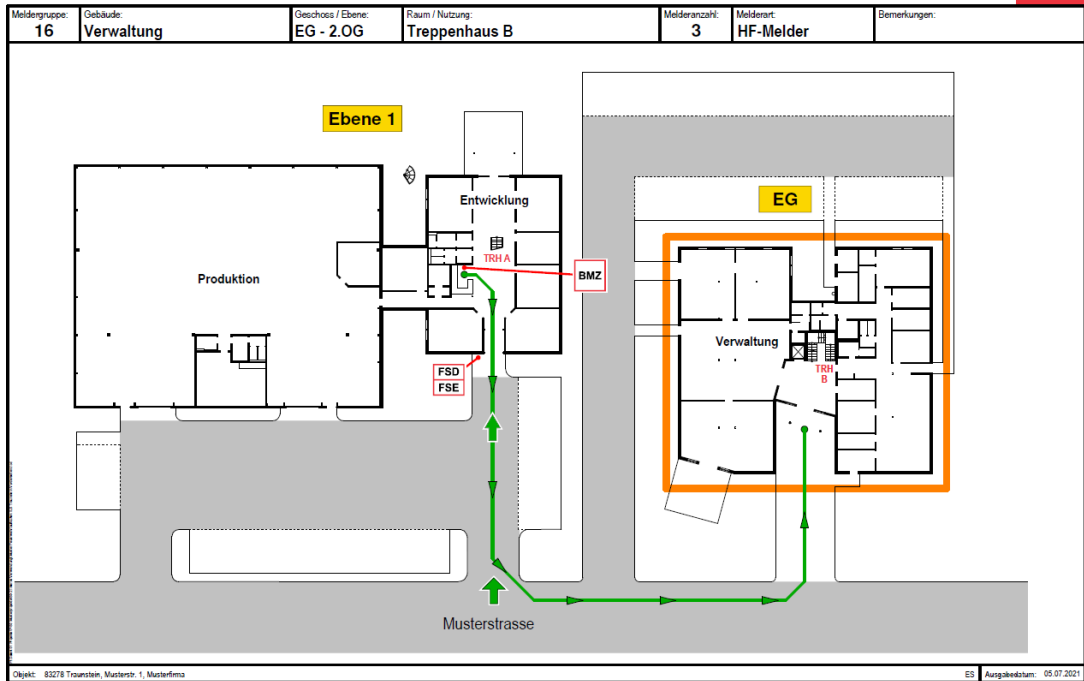 Meldergruppe:
16
Gebäude:
Verwaltung
Geschoss / Ebene:
EG - 2.OG
Raum / Nutzung:
Treppenhaus B
Melderanzahl:
3
Melderart:
HF-Melder
Bemerkungen:
Ebene 1
Entwicklung
EG
TRH A
BMZ
Produktion
Verwaltung
TRH
B
FSD
FSE
Musterstrasse
Objekt: 83278 Traunstein, Musterstr. 1, Musterfirma
ES
Ausgabedatum: 05.07.2021